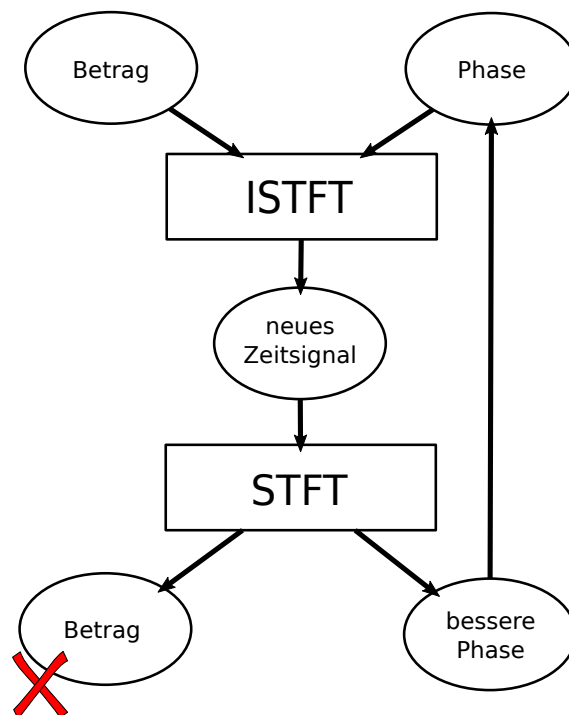 Betrag
Phase
ISTFT
neues
Zeitsignal
STFT
Betrag
bessere
Phase